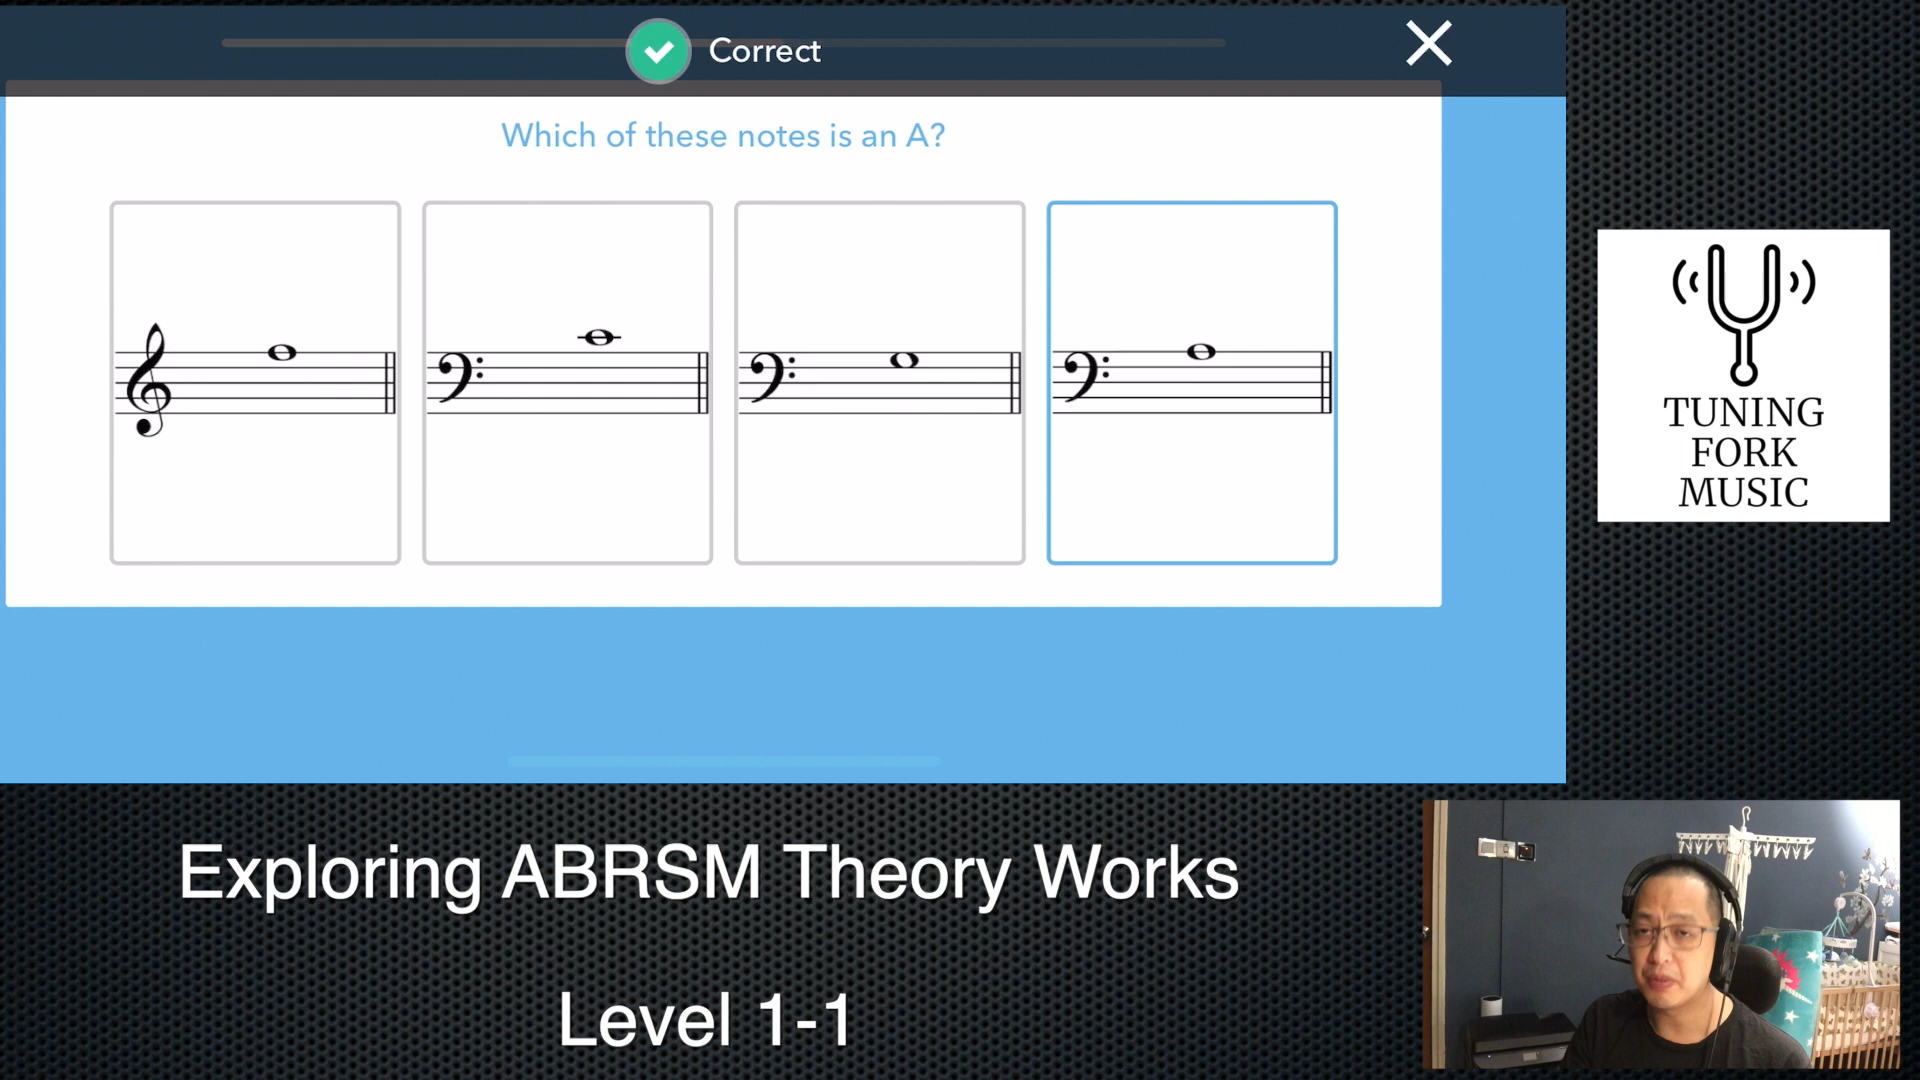 Correct
Which of these notes is an A?
TUNING
FORK
MUSIC
Exploring ABRSM Theory Works
Level 1-1